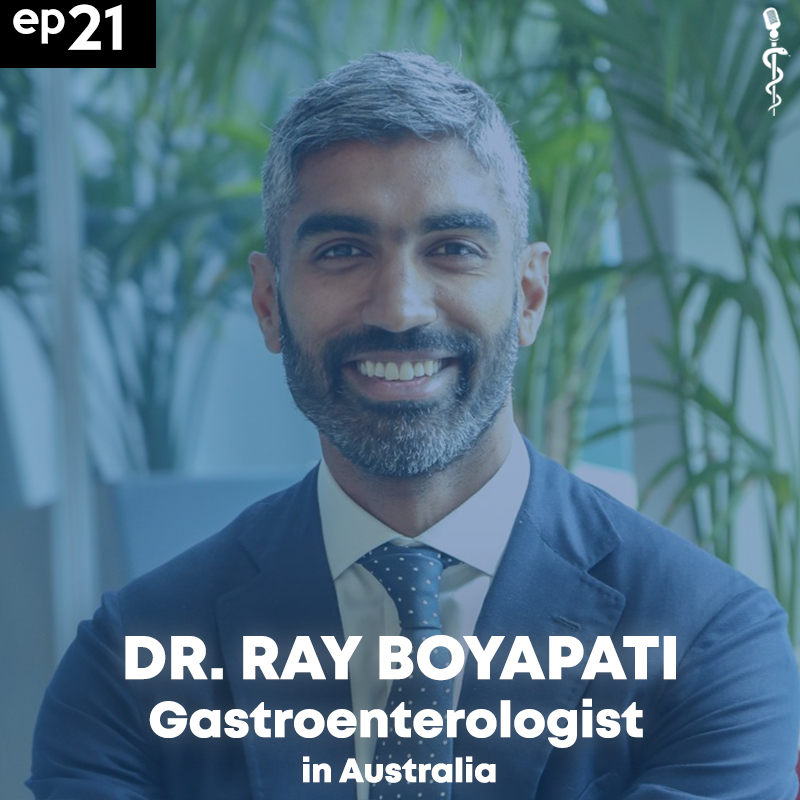 ep21
DR. RAY BOYAPATI
Gastroenterologist
in Australia